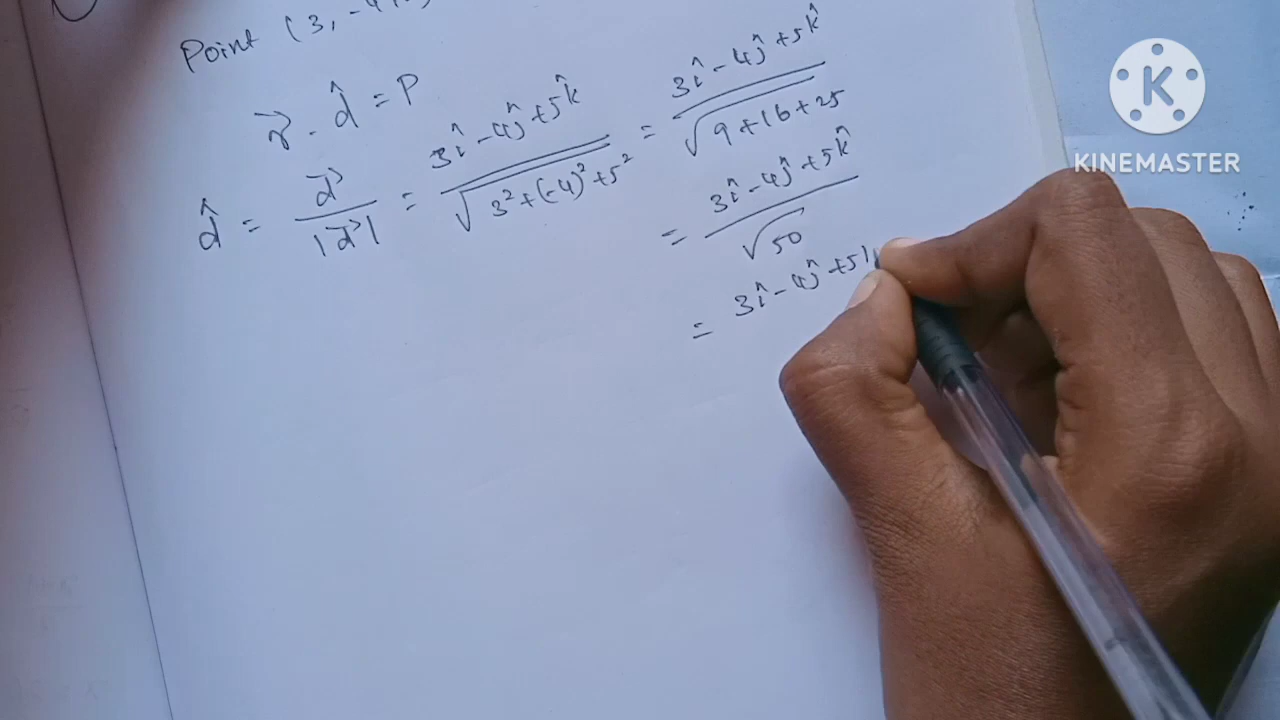 Point (3, -4,
r⃗ . d̂ = P
d̂ = d⃗ / |d⃗| = 3î - 4ĵ + 5k̂ / √3² + (-4)² + 5² = 3î - 4ĵ + 5k̂ / √9 + 16 + 25
= 3î - 4ĵ + 5k̂ / √50
= 3î - 4ĵ + 5
K
KINEMASTER